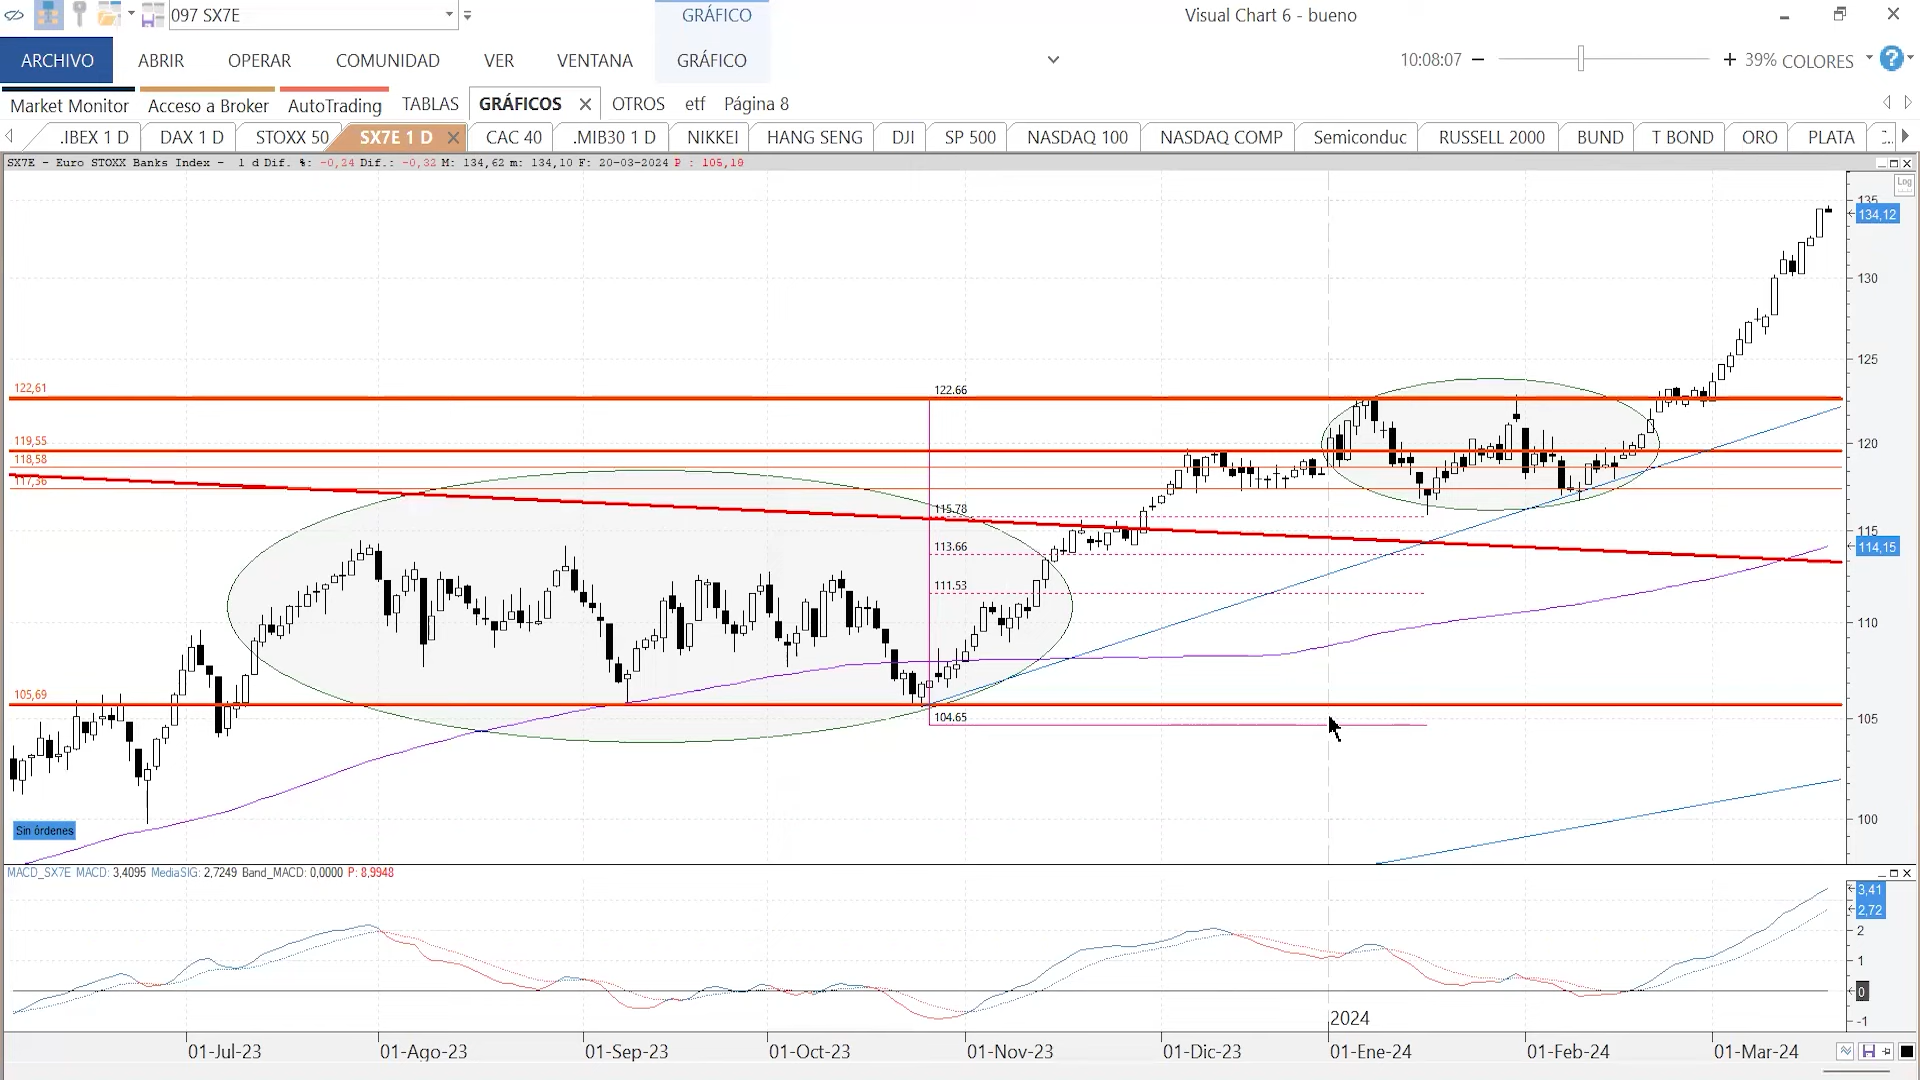 097 SX7E
GRÁFICO
Visual Chart 6 - bueno
ARCHIVO ABRIR OPERAR COMUNIDAD VER VENTANA GRÁFICO 10:08:07 39% COLORES ?
Market Monitor Acceso a Broker AutoTrading TABLAS GRÁFICOS OTROS etf Página 8
.IBEX 1 D DAX 1 D STOXX 50 SX7E 1 D CAC 40 .MIB30 1 D NIKKEI HANG SENG DJI SP 500 NASDAQ 100 NASDAQ COMP Semiconduc RUSSELL 2000 BUND T BOND ORO PLATA
SX7E - Euro STOXX Banks Index - 1 d Dif. %: -0,24 Dif.: -0,32 M: 134,62 m: 134,10 F: 20-03-2024 P : 105,19
Log
135
134,12
130
125
122,61
122.66
120
119,55
118,58
117,36
115.78
115
113.66
114,15
111.53
110
105,69
104.65
105
100
Sin órdenes
MACD_SX7E MACD: 3,4095 MediaSIG: 2,7249 Band_MACD: 0,0000 P: 8,9948
3,41
2,72
2
1
0
-1
2024
01-Jul-23 01-Ago-23 01-Sep-23 01-Oct-23 01-Nov-23 01-Dic-23 01-Ene-24 01-Feb-24 01-Mar-24